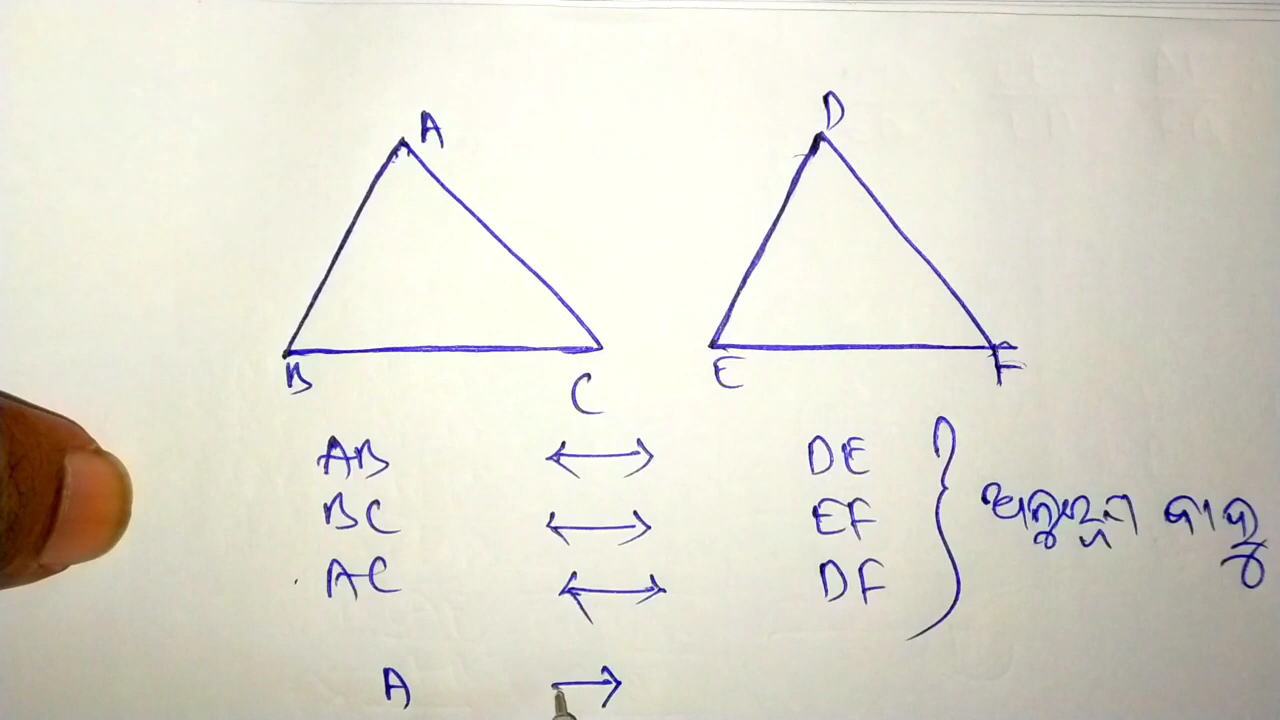 A D
B C E F
AB ↔ DE
BC ↔ EF
AC ↔ DF
ଅନୁରୂପ ବାହୁ
A →